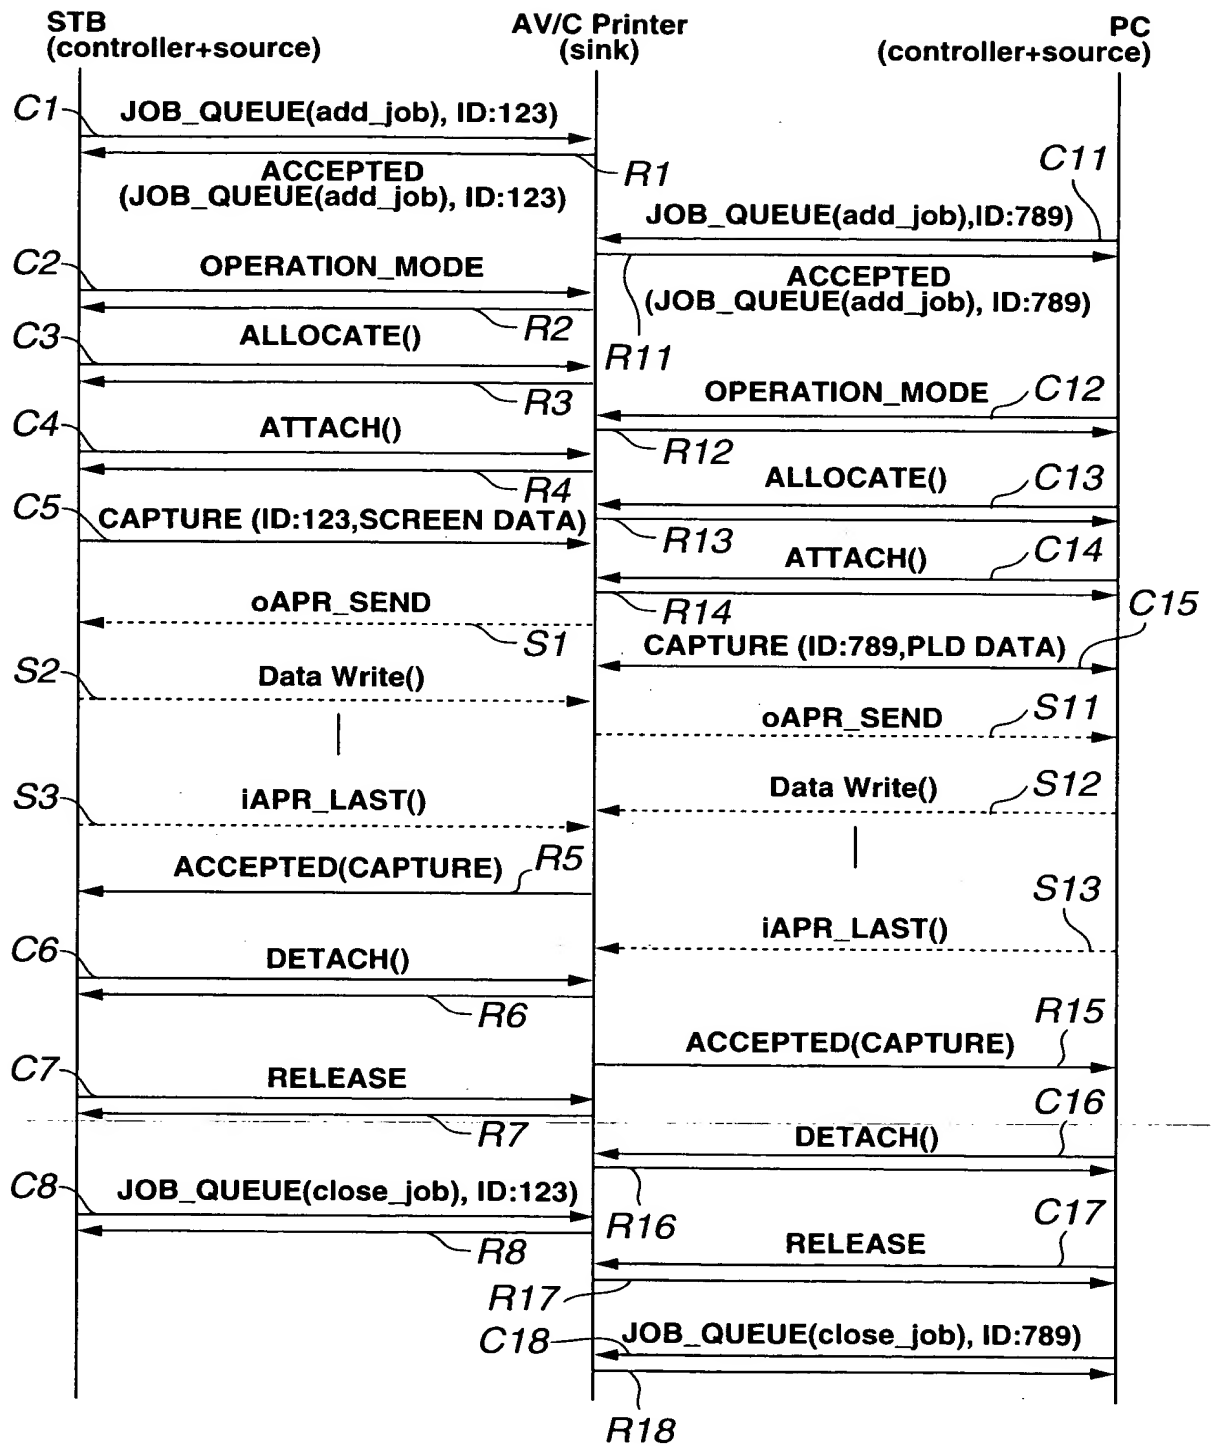 STB
(controller+source)
AV/C Printer
(sink)
PC
(controller+source)
C1
JOB_QUEUE(add_job), ID:123)
R1
ACCEPTED
(JOB_QUEUE(add_job), ID:123)
C11
JOB_QUEUE(add_job),ID:789)
C2
OPERATION_MODE
R2
ACCEPTED
(JOB_QUEUE(add_job), ID:789)
R11
C3
ALLOCATE()
R3
OPERATION_MODE
C12
R12
C4
ATTACH()
R4
ALLOCATE()
C13
R13
C5
CAPTURE (ID:123,SCREEN DATA)
ATTACH()
C14
R14
oAPR_SEND
S1
C15
CAPTURE (ID:789,PLD DATA)
S2
Data Write()
oAPR_SEND
S11
S3
iAPR_LAST()
Data Write()
S12
ACCEPTED(CAPTURE)
R5
S13
iAPR_LAST()
C6
DETACH()
R6
R15
ACCEPTED(CAPTURE)
C7
RELEASE
R7
C16
DETACH()
R16
C8
JOB_QUEUE(close_job), ID:123)
R8
C17
RELEASE
R17
C18
JOB_QUEUE(close_job), ID:789)
R18